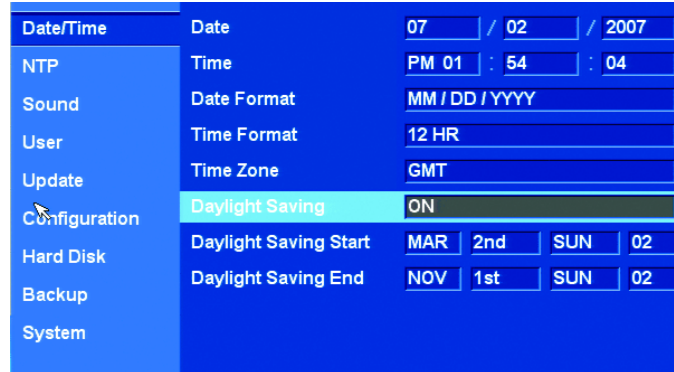 Date/Time
NTP
Sound
User
Update
Configuration
Hard Disk
Backup
System
Date 07 / 02 / 2007
Time PM 01 : 54 : 04
Date Format MM / DD / YYYY
Time Format 12 HR
Time Zone GMT
Daylight Saving ON
Daylight Saving Start MAR 2nd SUN 02
Daylight Saving End NOV 1st SUN 02